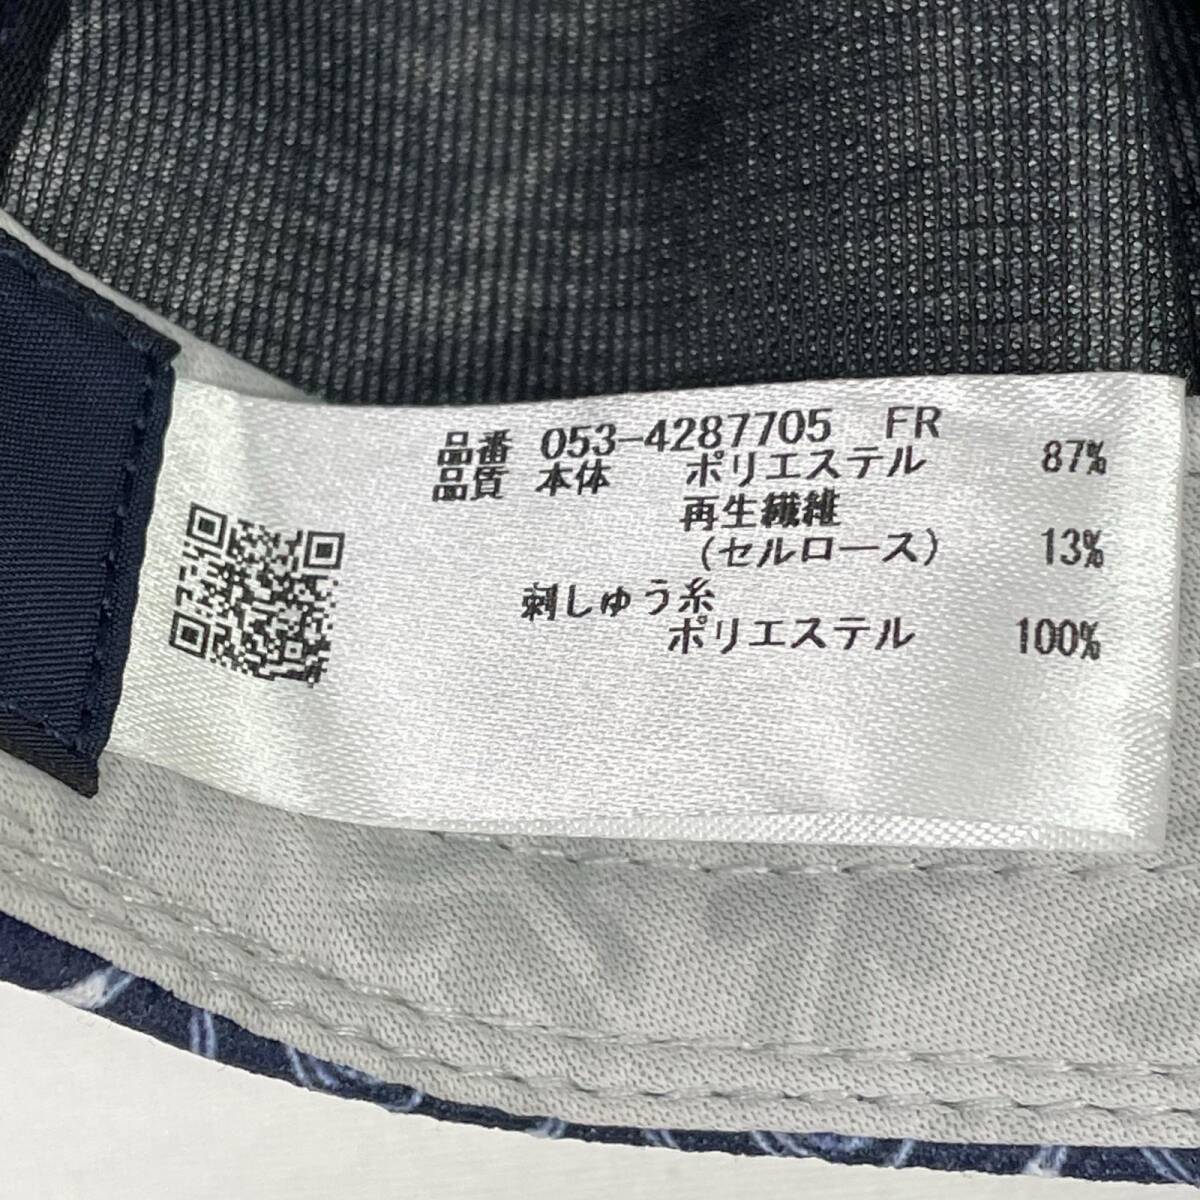 品番 053-4287705 FR
品質 本体 ポリエステル 87%
再生繊維
(セルロース) 13%
刺しゅう糸
ポリエステル 100%